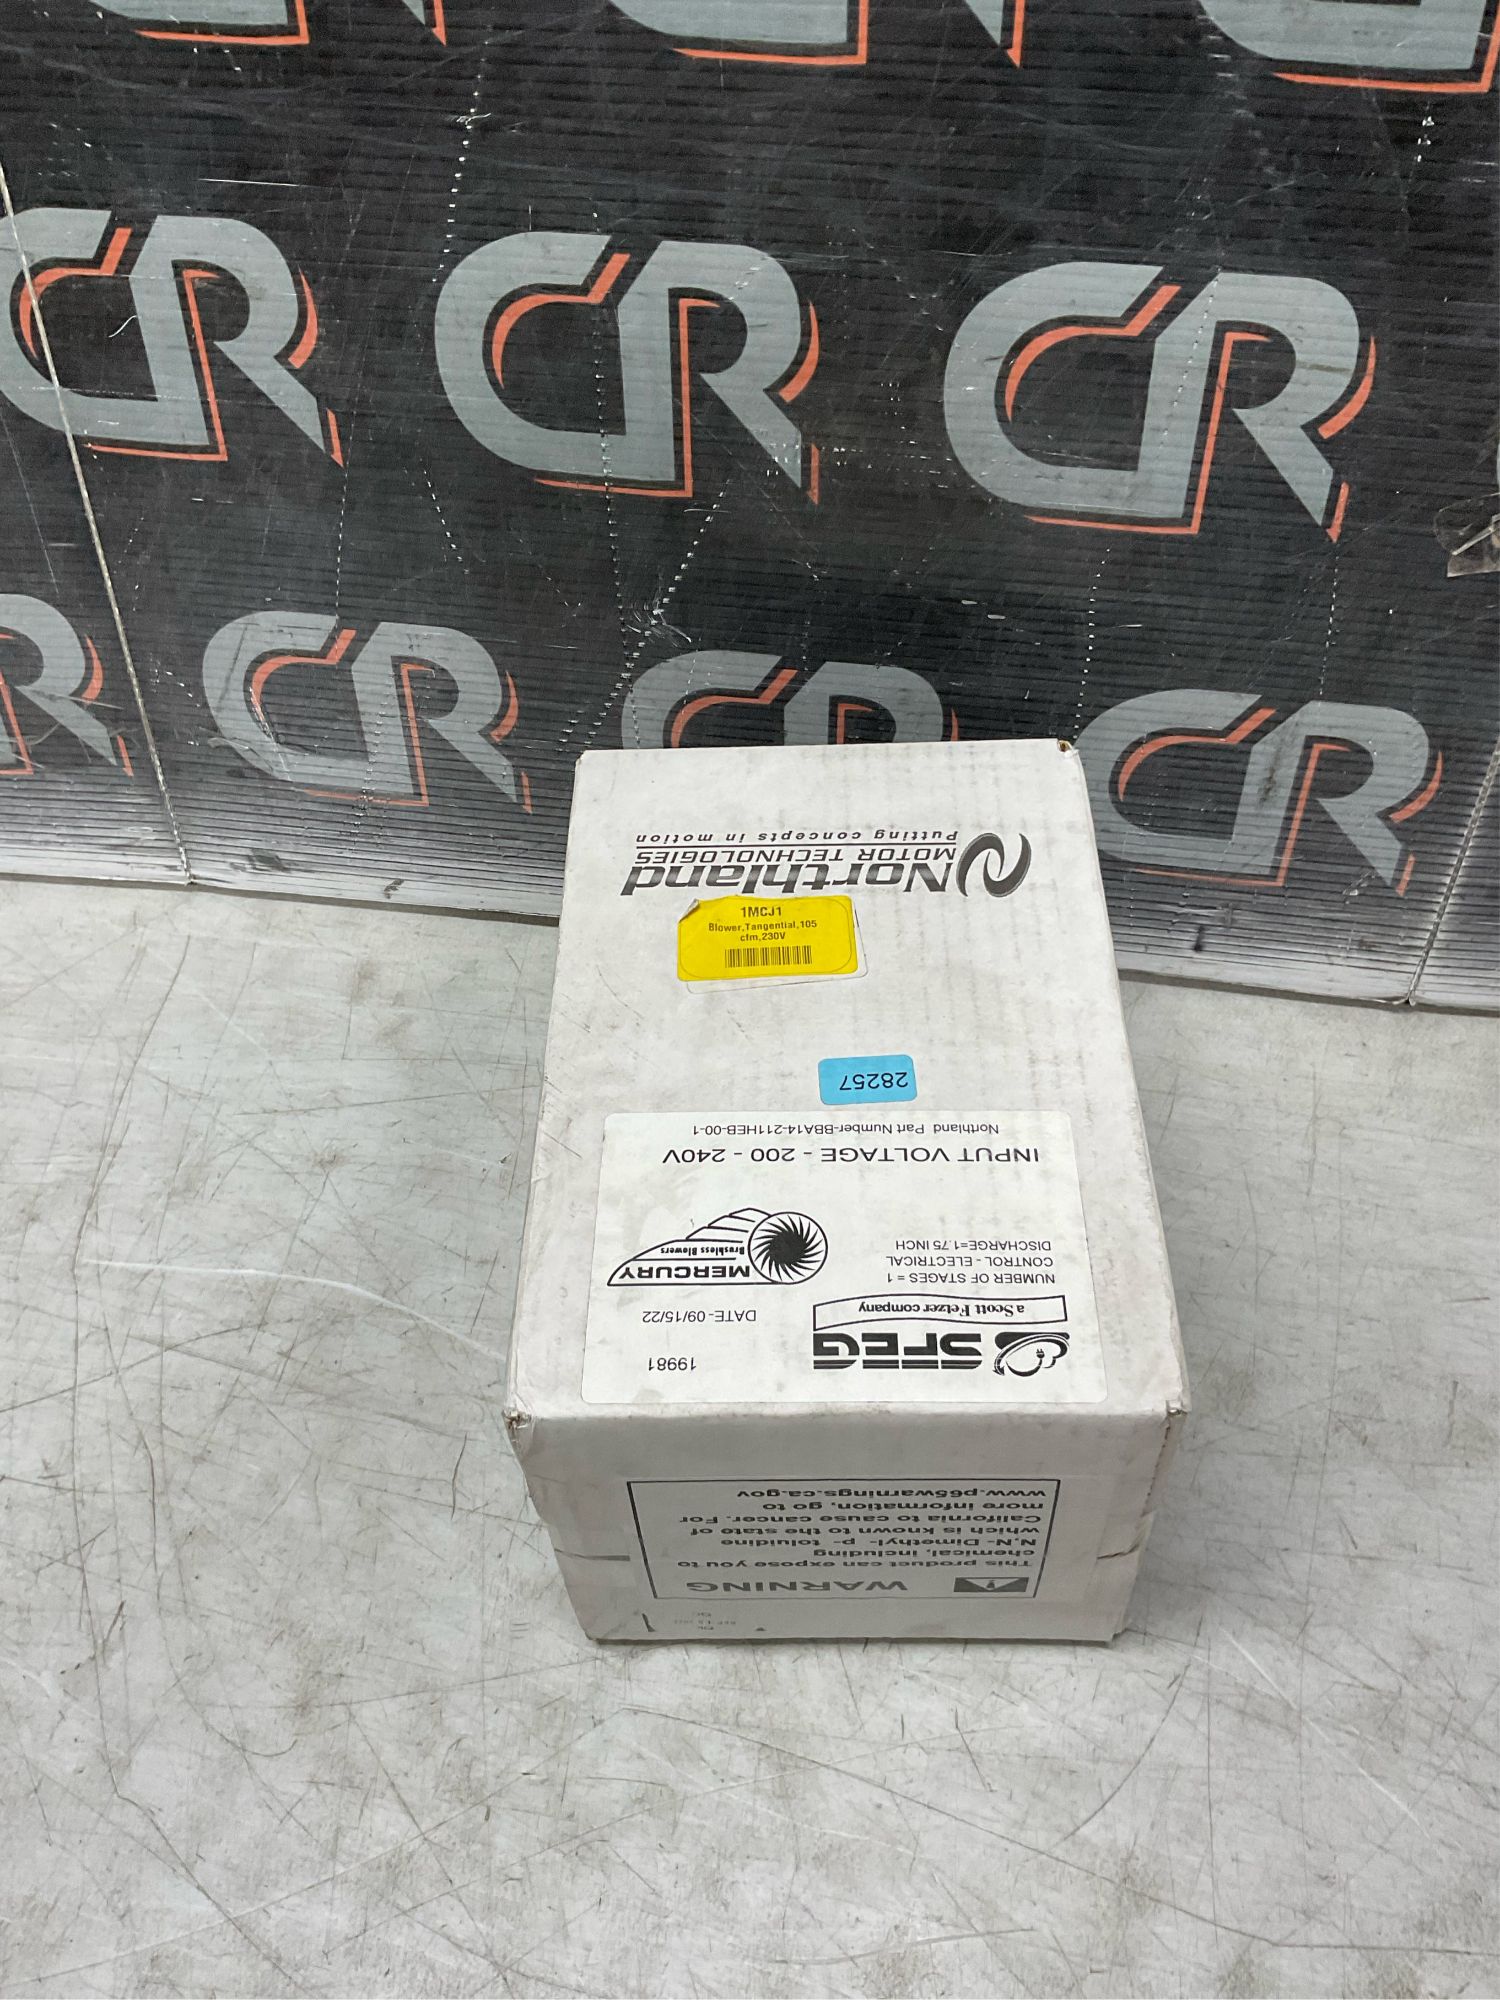 CR CR CR
CR CR CR CR
Northland
MOTOR TECHNOLOGIES
Putting concepts in motion
1MCJ1
Blower,Tangential,105
cfm,230V
28257
19981
SFEG
a Scott Fetzer company
DATE-09/15/22
NUMBER OF STAGES = 1
CONTROL - ELECTRICAL
DISCHARGE=1.75 INCH
MERCURY
Brushless Blowers
INPUT VOLTAGE - 200 - 240V
Northland Part Number-BBA14-211HEB-00-1
WARNING
This product can expose you to
chemical, including
N,N- Dimethyl- p- toluidine
which is known to the state of
California to cause cancer. For
more information, go to
www.p65warnings.ca.gov